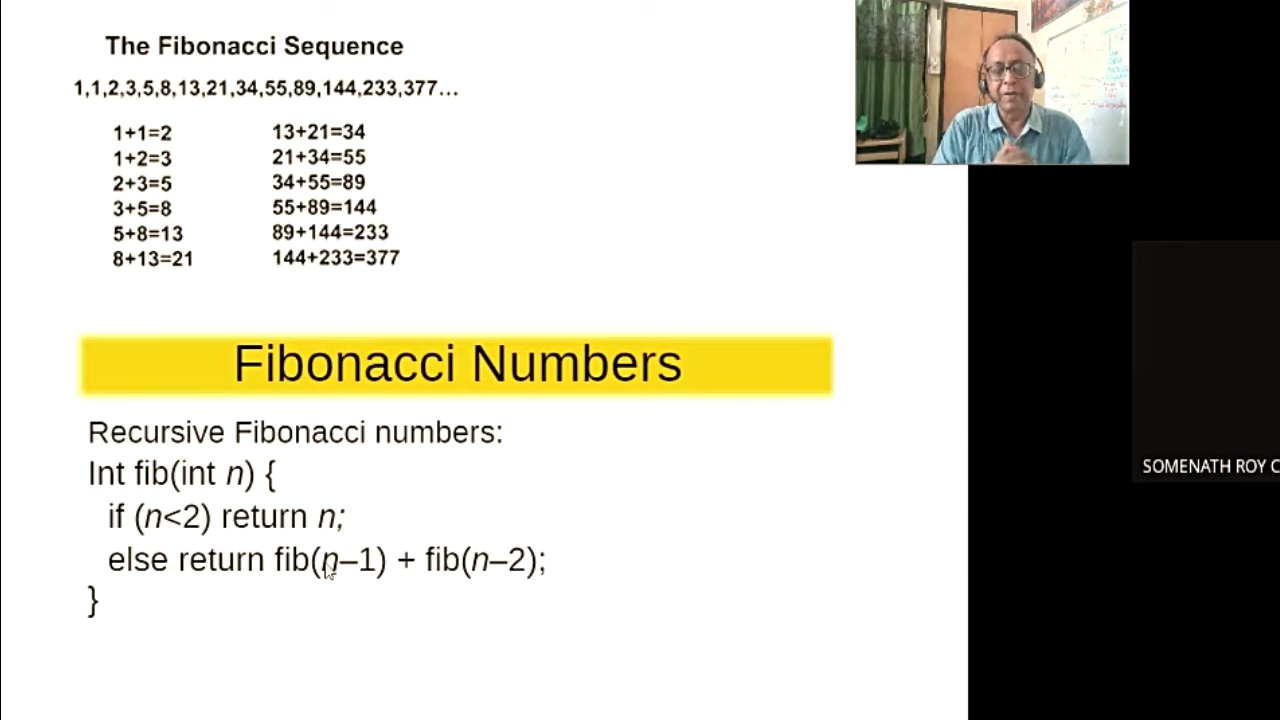 The Fibonacci Sequence
1,1,2,3,5,8,13,21,34,55,89,144,233,377...
1+1=2
1+2=3
2+3=5
3+5=8
5+8=13
8+13=21
13+21=34
21+34=55
34+55=89
55+89=144
89+144=233
144+233=377
Fibonacci Numbers
Recursive Fibonacci numbers:
Int fib(int n) {
if (n<2) return n;
else return fib(n–1) + fib(n–2);
}
SOMENATH ROY C